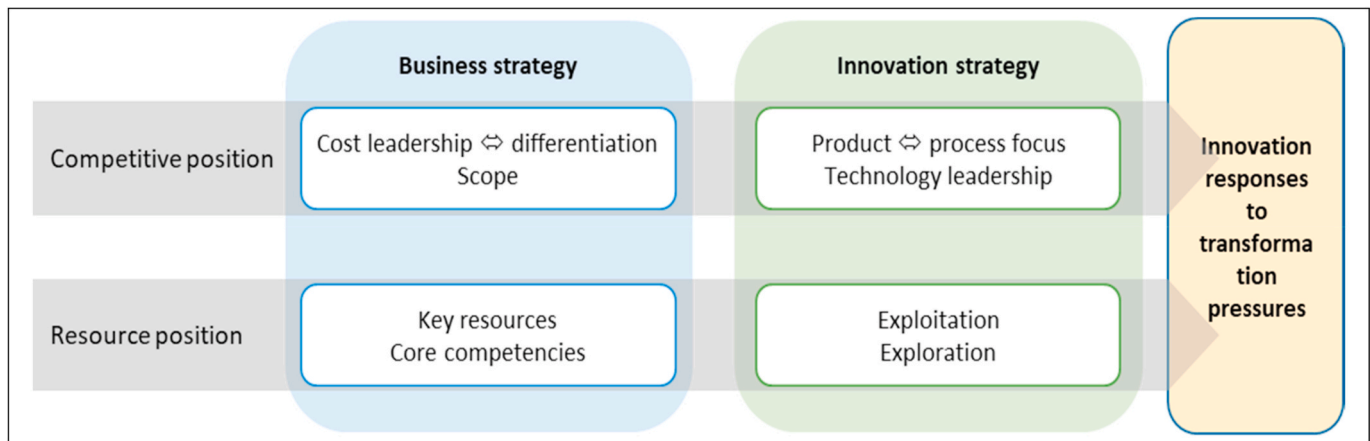 Business strategy
Innovation strategy
Competitive position
Cost leadership ⇔ differentiation
Scope
Product ⇔ process focus
Technology leadership
Innovation
responses
to
transforma
tion
pressures
Resource position
Key resources
Core competencies
Exploitation
Exploration